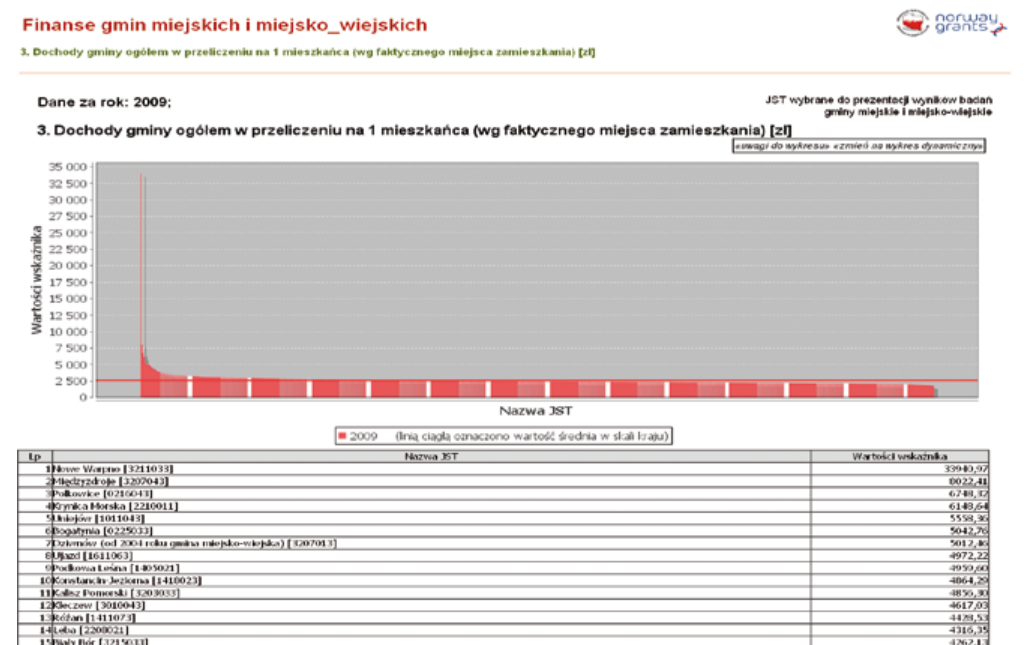 Finanse gmin miejskich i miejsko_wiejskich
norway
grants
3. Dochody gminy ogółem w przeliczeniu na 1 mieszkańca (wg faktycznego miejsca zamieszkania) [zł]
Dane za rok: 2009;
JST wybrane do prezentacji wyników badań
gminy miejskie i miejsko-wiejskie
3. Dochody gminy ogółem w przeliczeniu na 1 mieszkańca (wg faktycznego miejsca zamieszkania) [zł]
«uwagi do wykresu» «zmień na wykres dynamiczny»
Wartości wskaźnika
35 000
32 500
30 000
27 500
25 000
22 500
20 000
17 500
15 000
12 500
10 000
7 500
5 000
2 500
0
Nazwa JST
2009 (linią ciągłą oznaczono wartość średnia w skali kraju)
Lp Nazwa JST Wartości wskaźnika
1 Nowe Warpno [3211033] 33940,97
2 Międzyzdroje [3207043] 8022,41
3 Polkowice [0216043] 6748,32
4 Krynica Morska [2210011] 6148,64
5 Uniejów [1011043] 5558,36
6 Bogatynia [0225033] 5042,76
7 Dziwnów (od 2004 roku gmina miejsko-wiejska) [3207013] 5012,46
8 Ujazd [1611063] 4972,22
9 Podkowa Leśna [1405021] 4959,60
10 Konstancin-Jeziorna [1418023] 4864,29
11 Kalisz Pomorski [3203033] 4856,30
12 Kleczew [3010043] 4617,03
13 Różan [1411073] 4428,53
14 Łeba [2208021] 4316,35
15 Biały Bór [3215033] 4262,13